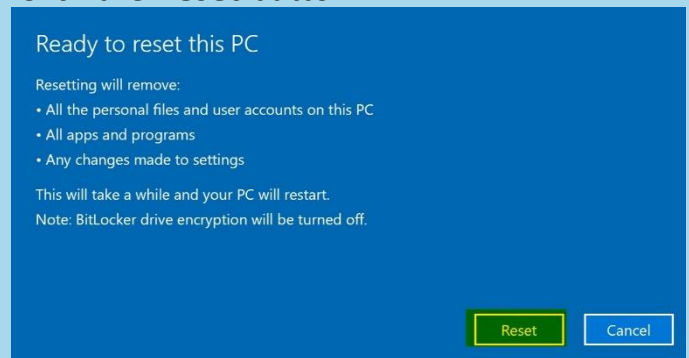 Ready to reset this PC
Resetting will remove:
• All the personal files and user accounts on this PC
• All apps and programs
• Any changes made to settings
This will take a while and your PC will restart.
Note: BitLocker drive encryption will be turned off.
Reset Cancel